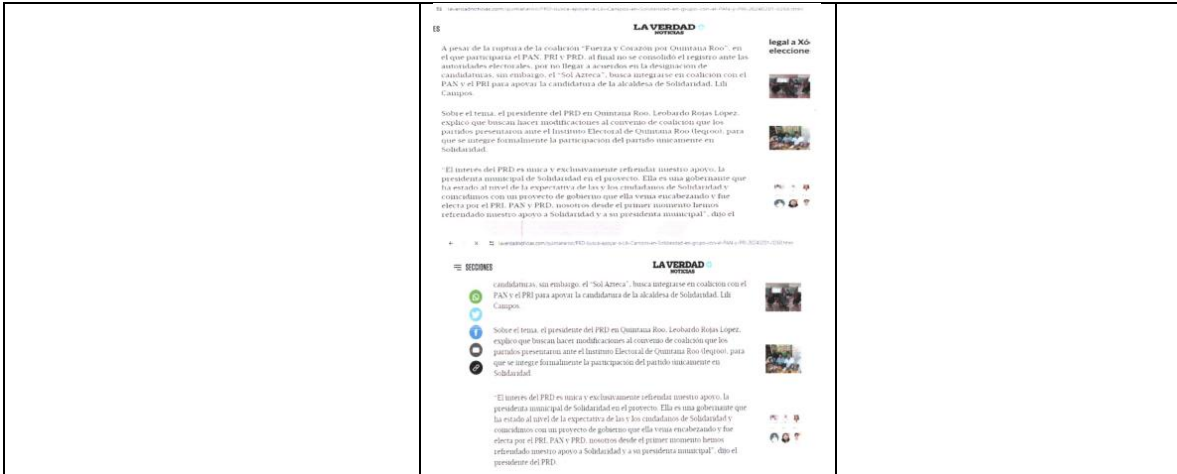 ES
LA VERDAD
NOTICIAS
legal a Xó
eleccione
A pesar de la ruptura de la coalición "Fuerza y Corazón por Quintana Roo", en
el que participaría el PAN, PRI y PRD, al final no se consolidó el registro ante las
autoridades electorales, por no llegar a acuerdos en la designación de
candidaturas, sin embargo, el "Sol Azteca", busca integrarse en coalición con el
PAN y el PRI para apoyar la candidatura de la alcaldesa de Solidaridad, Lili
Campos.
Sobre el tema, el presidente del PRD en Quintana Roo, Leobardo Rojas López,
explicó que buscan hacer modificaciones al convenio de coalición que los
partidos presentaron ante el Instituto Electoral de Quintana Roo (Ieqroo), para
que se integre formalmente la participación del partido únicamente en
Solidaridad.
"El interés del PRD es única y exclusivamente refrendar nuestro apoyo, la
presidenta municipal de Solidaridad en el proyecto. Ella es una gobernante que
ha estado al nivel de la expectativa de las y los ciudadanos de Solidaridad y
coincidimos con un proyecto de gobierno que ella venía encabezando y fue
electa por el PRI, PAN y PRD, nosotros desde el primer momento hemos
refrendado nuestro apoyo a Solidaridad y a su presidenta municipal", dijo el
SECCIONES
LA VERDAD
NOTICIAS
candidaturas, sin embargo, el "Sol Azteca", busca integrarse en coalición con el
PAN y el PRI para apoyar la candidatura de la alcaldesa de Solidaridad, Lili
Campos.
Sobre el tema, el presidente del PRD en Quintana Roo, Leobardo Rojas López,
explicó que buscan hacer modificaciones al convenio de coalición que los
partidos presentaron ante el Instituto Electoral de Quintana Roo (Ieqroo), para
que se integre formalmente la participación del partido únicamente en
Solidaridad.
"El interés del PRD es única y exclusivamente refrendar nuestro apoyo, la
presidenta municipal de Solidaridad en el proyecto. Ella es una gobernante que
ha estado al nivel de la expectativa de las y los ciudadanos de Solidaridad y
coincidimos con un proyecto de gobierno que ella venía encabezando y fue
electa por el PRI, PAN y PRD, nosotros desde el primer momento hemos
refrendado nuestro apoyo a Solidaridad y a su presidenta municipal", dijo el
presidente del PRD.